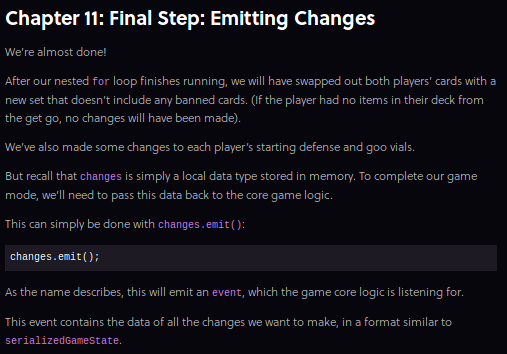 Chapter 11: Final Step: Emitting Changes
We're almost done!
After our nested for loop finishes running, we will have swapped out both players' cards with a
new set that doesn't include any banned cards. (If the player had no items in their deck from
the get go, no changes will have been made).
We've also made some changes to each player's starting defense and goo vials.
But recall that changes is simply a local data type stored in memory. To complete our game
mode, we'll need to pass this data back to the core game logic.
This can simply be done with changes.emit():
changes.emit();
As the name describes, this will emit an event, which the game core logic is listening for.
This event contains the data of all the changes we want to make, in a format similar to
serializedGameState.